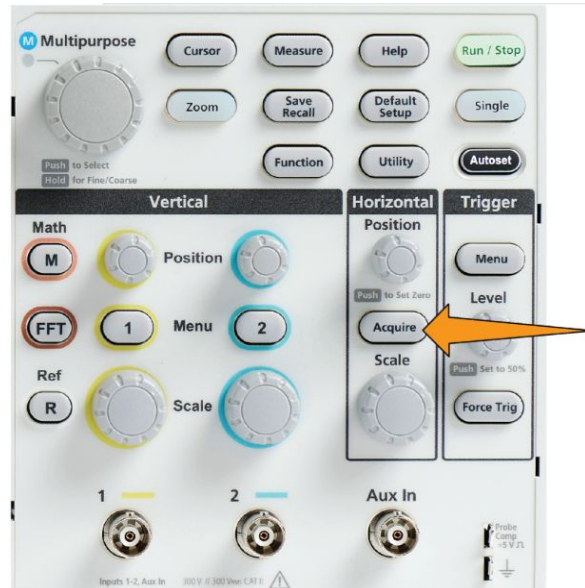 M Multipurpose
Cursor
Measure
Help
Run / Stop
Zoom
Save
Recall
Default
Setup
Single
Push to Select
Hold for Fine/Coarse
Function
Utility
Autoset
Vertical
Horizontal
Trigger
Math
M
Position
Position
Push to Set Zero
Menu
FFT
1
Menu
2
Acquire
Level
Push Set to 50%
Ref
R
Scale
Scale
Force Trig
1
2
Aux In
Probe
Comp
~5 V
Inputs 1-2, Aux In 300 V
CAT II